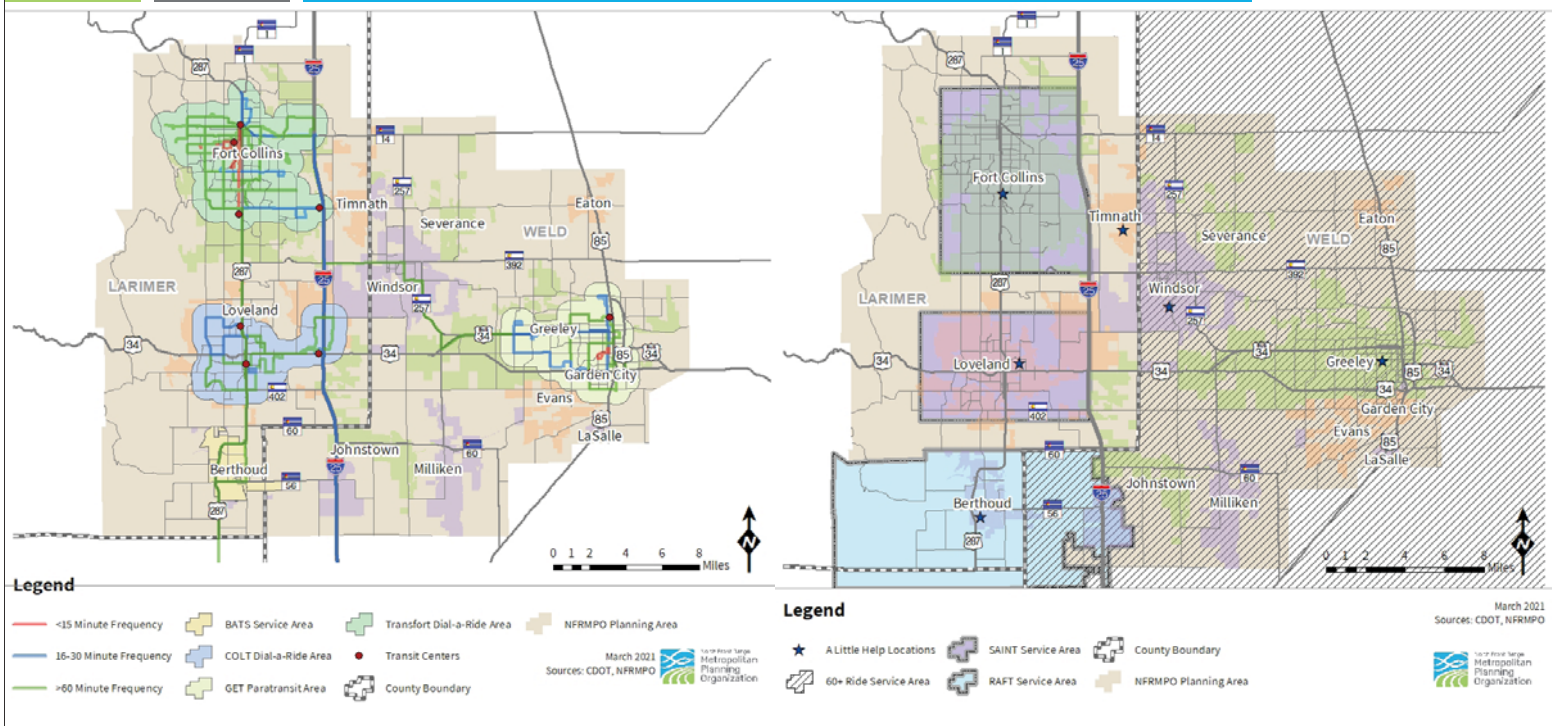 1
1
287
25
14
Fort Collins
257
Timnath
Eaton
Severance
WELD
85
392
287
25
LARIMER
Windsor
257
Loveland
34
34
Greeley
34
85
34
Garden City
402
Evans
60
85
LaSalle
Johnstown
60
25
Milliken
Berthoud
56
287
N
0 1 2 4 6 8
Miles
Legend
<15 Minute Frequency
BATS Service Area
Transfort Dial-a-Ride Area
NFRMPO Planning Area
16-30 Minute Frequency
COLT Dial-a-Ride Area
Transit Centers
>60 Minute Frequency
GET Paratransit Area
County Boundary
March 2021
Sources: CDOT, NFRMPO
Metropolitan
Planning
Organization
1
1
287
25
14
Fort Collins
257
Timnath
Eaton
Severance
WELD
85
392
287
25
LARIMER
Windsor
257
34
34
Loveland
34
Greeley
85
34
34
402
Garden City
Evans
85
60
LaSalle
60
Johnstown
25
Milliken
Berthoud
56
287
N
0 1 2 4 6 8
Miles
Legend
March 2021
Sources: CDOT, NFRMPO
A Little Help Locations
SAINT Service Area
County Boundary
60+ Ride Service Area
RAFT Service Area
NFRMPO Planning Area
Metropolitan
Planning
Organization